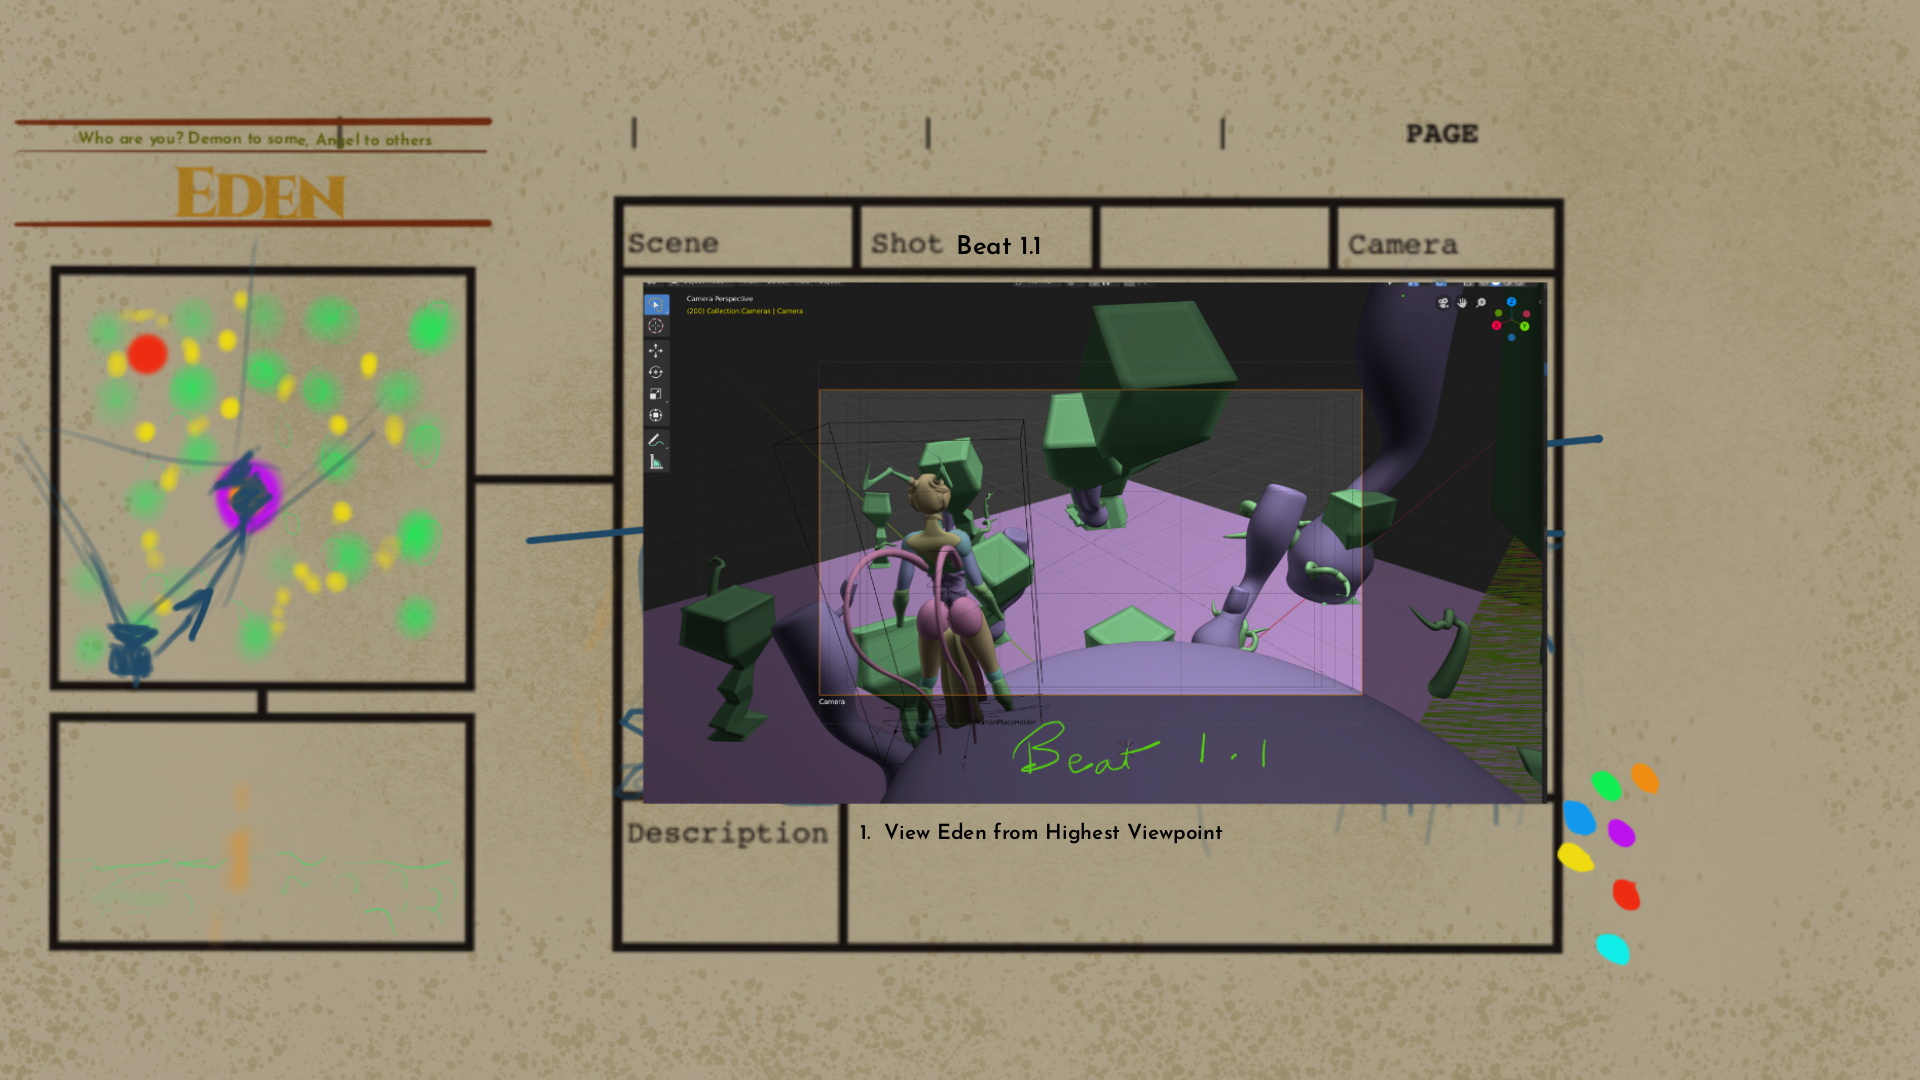 Who are you? Demon to some, Angel to others
EDEN
PAGE
Scene
Shot Beat 1.1
Camera
Camera Perspective
(200) Collection Cameras | Camera
Camera
Beat 1.1
Description
1. View Eden from Highest Viewpoint